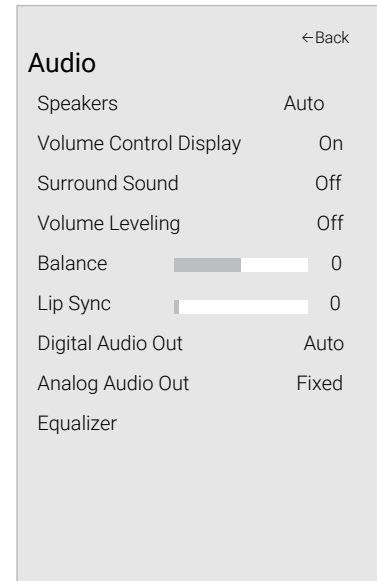 ←Back
Audio
Speakers Auto
Volume Control Display On
Surround Sound Off
Volume Leveling Off
Balance 0
Lip Sync 0
Digital Audio Out Auto
Analog Audio Out Fixed
Equalizer